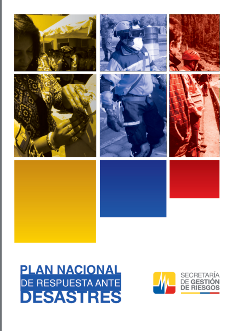 PLAN NACIONAL
DE RESPUESTA ANTE
DESASTRES
SECRETARÍA
DE GESTIÓN
DE RIESGOS